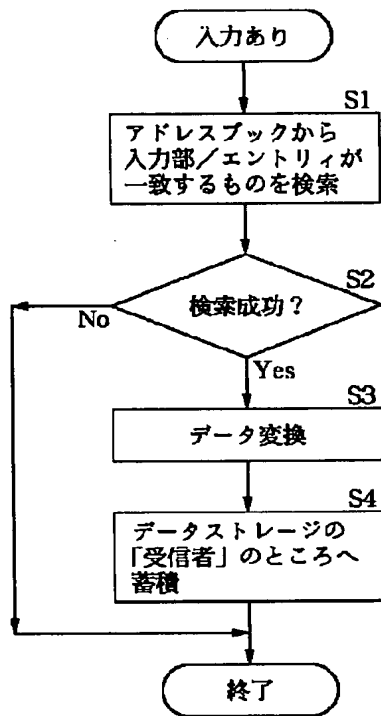 入力あり
S1
アドレスブックから
入力部／エントリィが
一致するものを検索
S2
検索成功？
No
Yes
S3
データ変換
S4
データストレージの
「受信者」のところへ
蓄積
終了